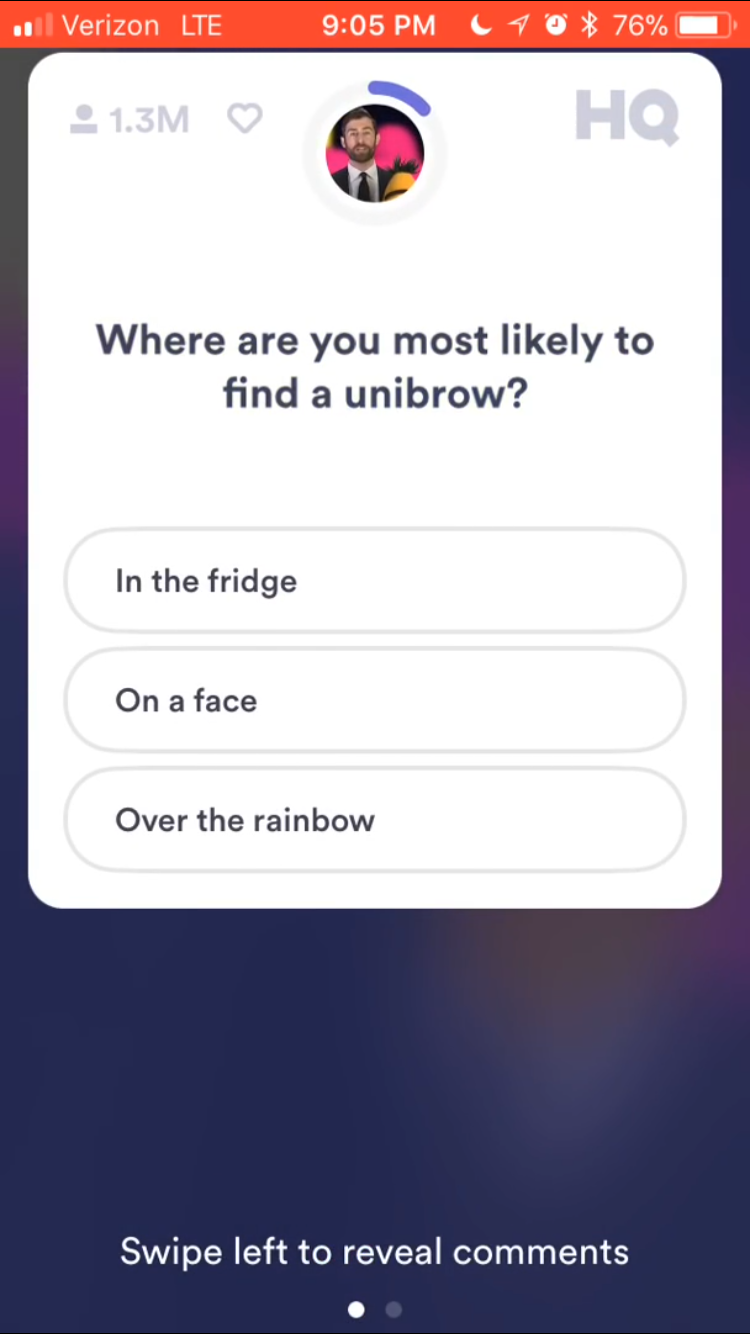 Verizon LTE 9:05 PM 76%
1.3M HQ
Where are you most likely to
find a unibrow?
In the fridge
On a face
Over the rainbow
Swipe left to reveal comments